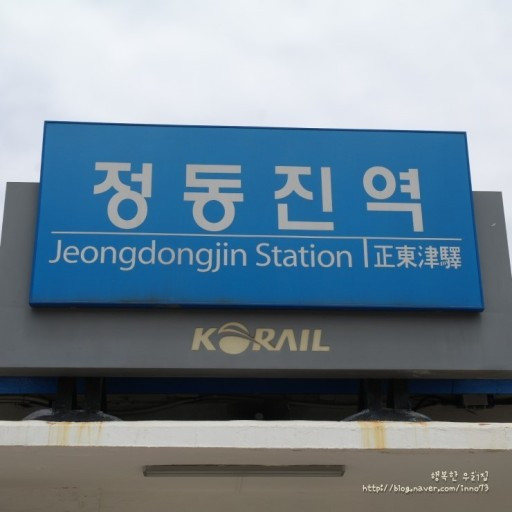 정동진역
Jeongdongjin Station 正東津驛
KORAIL
행복한 우리집
http://blog.naver.com/inno73